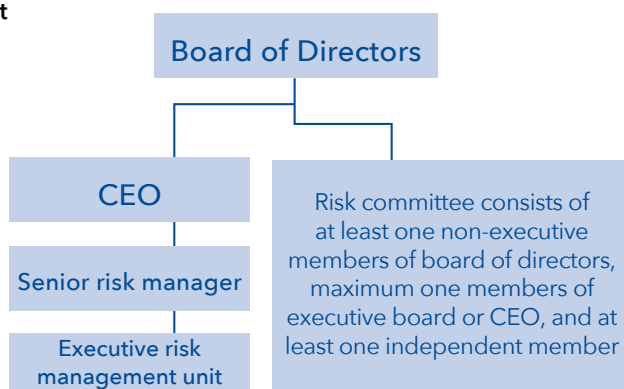 t
Board of Directors
CEO
Senior risk manager
Executive risk
management unit
Risk committee consists of
at least one non-executive
members of board of directors,
maximum one members of
executive board or CEO, and at
least one independent member